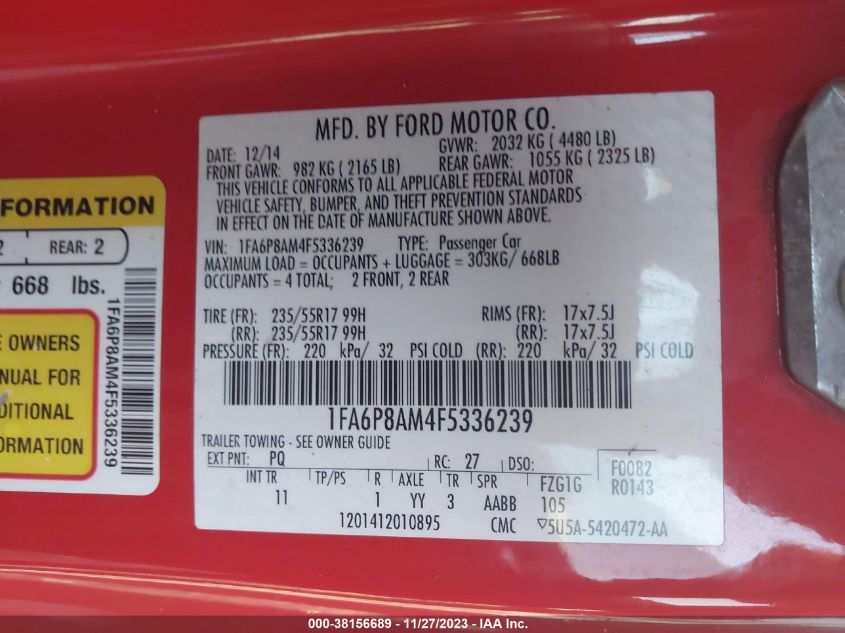 MFD. BY FORD MOTOR CO.
DATE: 12/14 GVWR: 2032 KG ( 4480 LB)
FRONT GAWR: 982 KG ( 2165 LB) REAR GAWR: 1055 KG ( 2325 LB)
THIS VEHICLE CONFORMS TO ALL APPLICABLE FEDERAL MOTOR
VEHICLE SAFETY, BUMPER, AND THEFT PREVENTION STANDARDS
IN EFFECT ON THE DATE OF MANUFACTURE SHOWN ABOVE.
VIN: 1FA6P8AM4F5336239 TYPE: Passenger Car
MAXIMUM LOAD = OCCUPANTS + LUGGAGE = 303KG/ 668LB
OCCUPANTS = 4 TOTAL; 2 FRONT, 2 REAR
TIRE (FR): 235/55R17 99H RIMS (FR): 17x7.5J
(RR): 235/55R17 99H (RR): 17x7.5J
PRESSURE (FR): 220 kPa/ 32 PSI COLD (RR): 220 kPa/ 32 PSI COLD
1FA6P8AM4F5336239
TRAILER TOWING - SEE OWNER GUIDE
EXT PNT: PQ RC: 27 DSO: F0082
INT TR TP/PS R AXLE TR SPR FZG1G R0143
11 1 YY 3 AABB 105
1201412010895 CMC ▽5U5A-5420472-AA
FORMATION
2 REAR: 2
668 lbs.
E OWNERS
ANUAL FOR
DITIONAL
ORMATION
1FA6P8AM4F5336239
000-38156689 - 11/27/2023 - IAA Inc.